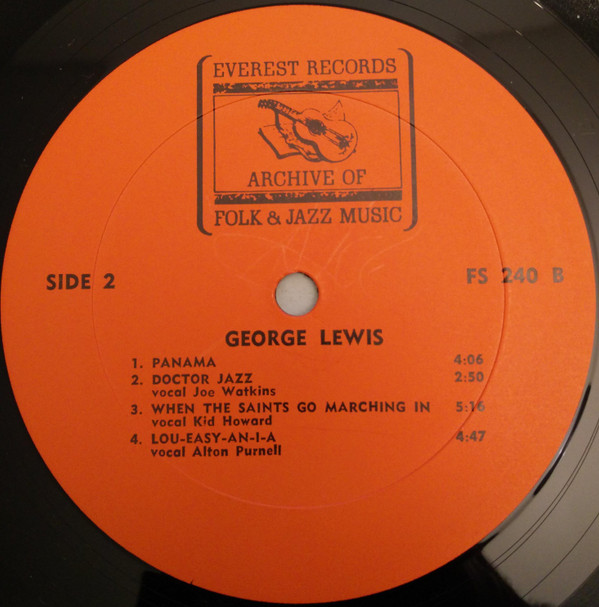 EVEREST RECORDS
ARCHIVE OF
FOLK & JAZZ MUSIC
SIDE 2
FS 240 B
GEORGE LEWIS
1. PANAMA 4:06
2. DOCTOR JAZZ 2:50
vocal Joe Watkins
3. WHEN THE SAINTS GO MARCHING IN 5:16
vocal Kid Howard
4. LOU-EASY-AN-I-A 4:47
vocal Alton Purnell